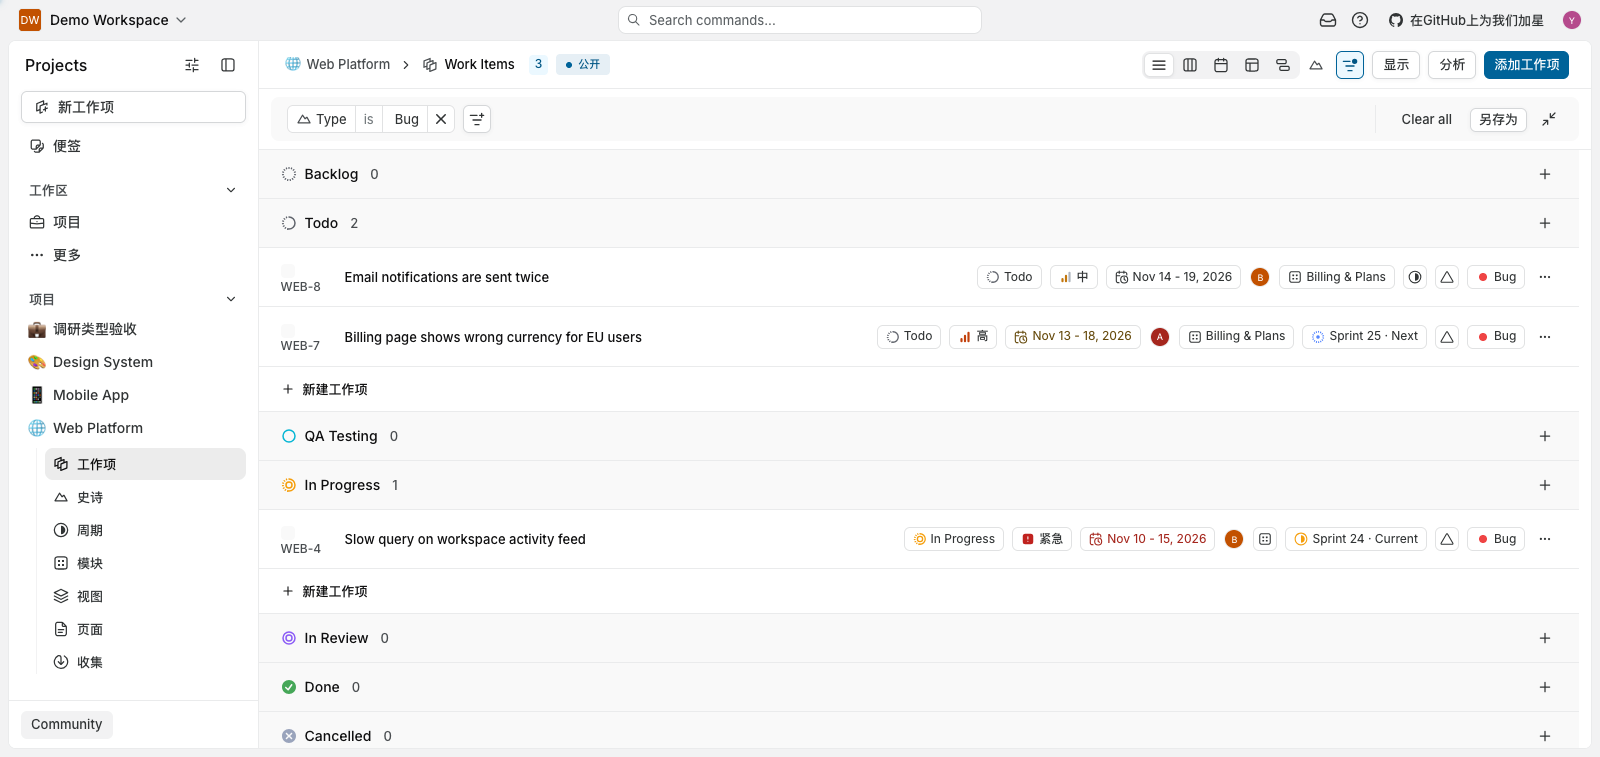 DW Demo Workspace
Search commands...
在GitHub上为我们加星
Y
Projects
新工作项
便签
工作区
项目
更多
项目
调研类型验收
Design System
Mobile App
Web Platform
工作项
史诗
周期
模块
视图
页面
收集
Community
Web Platform
Work Items
3
公开
显示
分析
添加工作项
Type is Bug
Clear all
另存为
Backlog 0
Todo 2
WEB-8 Email notifications are sent twice Todo 中 Nov 14 - 19, 2026 B Billing & Plans Bug
WEB-7 Billing page shows wrong currency for EU users Todo 高 Nov 13 - 18, 2026 A Billing & Plans Sprint 25 · Next Bug
新建工作项
QA Testing 0
In Progress 1
WEB-4 Slow query on workspace activity feed In Progress 紧急 Nov 10 - 15, 2026 B Sprint 24 · Current Bug
新建工作项
In Review 0
Done 0
Cancelled 0